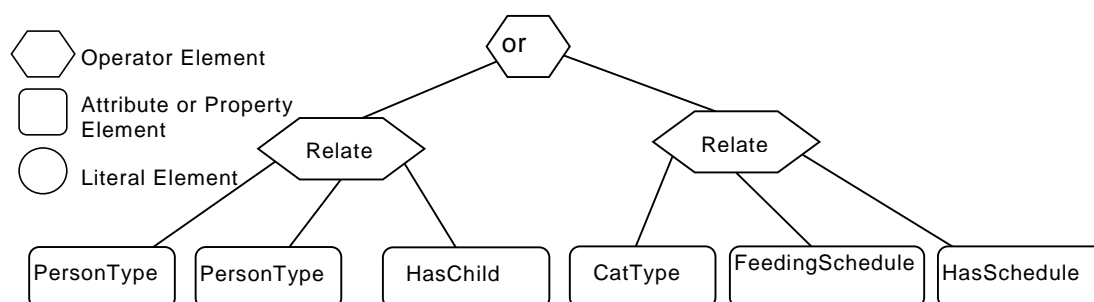 or
Operator Element
Attribute or Property
Element
Literal Element
Relate
Relate
PersonType
PersonType
HasChild
CatType
FeedingSchedule
HasSchedule